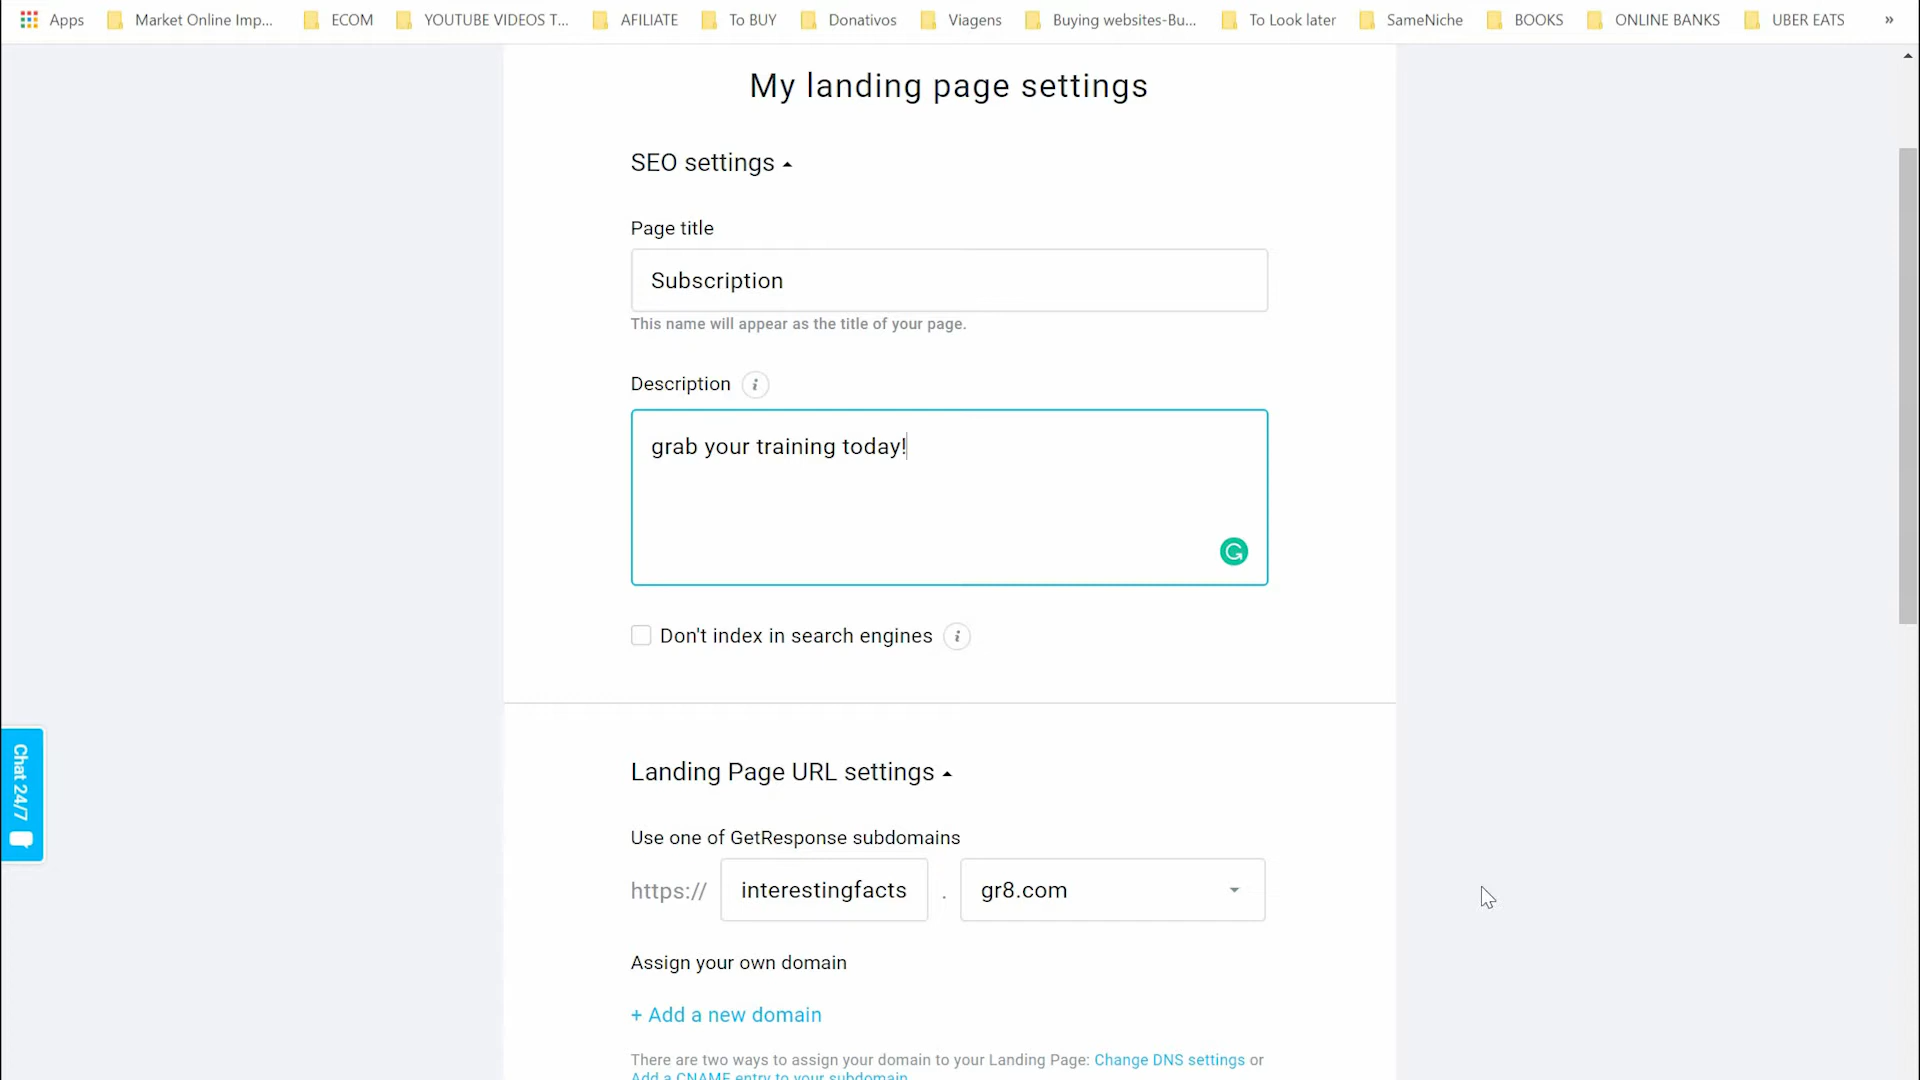 Apps Market Online Imp... ECOM YOUTUBE VIDEOS T... AFILIATE To BUY Donativos Viagens Buying websites-Bu... To Look later SameNiche BOOKS ONLINE BANKS UBER EATS »
My landing page settings
SEO settings
Page title
Subscription
This name will appear as the title of your page.
Description i
grab your training today!
Don't index in search engines i
Chat 24/7
Landing Page URL settings
Use one of GetResponse subdomains
https:// interestingfacts . gr8.com
Assign your own domain
+ Add a new domain
There are two ways to assign your domain to your Landing Page: Change DNS settings or
Add a CNAME entry to your subdomain